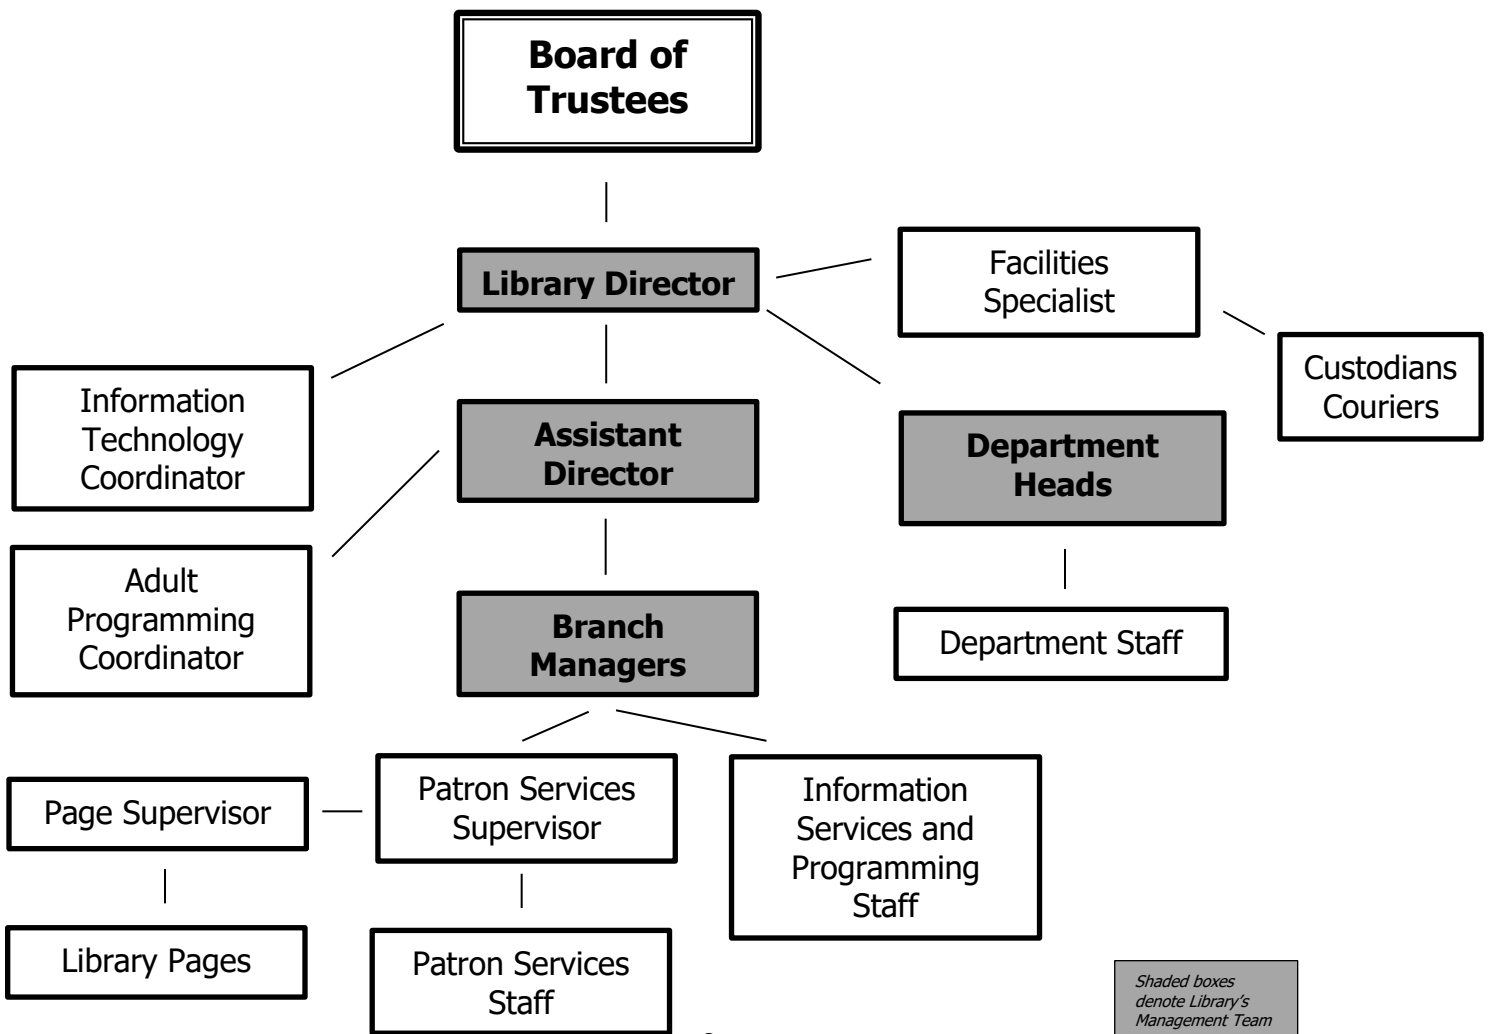 Board of
Trustees
Library Director
Facilities
Specialist
Custodians
Couriers
Information
Technology
Coordinator
Assistant
Director
Department
Heads
Adult
Programming
Coordinator
Branch
Managers
Department Staff
Page Supervisor
Patron Services
Supervisor
Information
Services and
Programming
Staff
Library Pages
Patron Services
Staff
Shaded boxes
denote Library's
Management Team